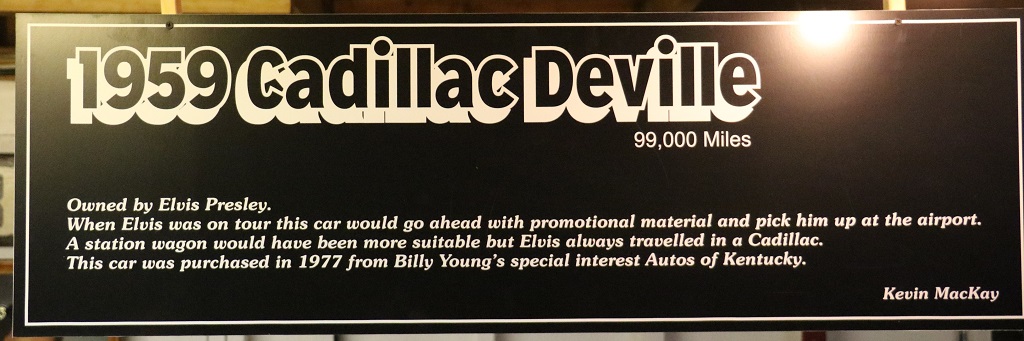 1959 Cadillac Deville
99,000 Miles
Owned by Elvis Presley.
When Elvis was on tour this car would go ahead with promotional material and pick him up at the airport.
A station wagon would have been more suitable but Elvis always travelled in a Cadillac.
This car was purchased in 1977 from Billy Young's special interest Autos of Kentucky.
Kevin MacKay